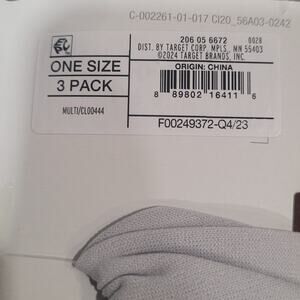 C-002261-01-017 CI20_56A03-0242
206 05 6672 0028
DIST. BY TARGET CORP. MPLS, MN 55403
©2024 TARGET BRANDS, INC.
ONE SIZE
3 PACK
ORIGIN: CHINA
MULTI/CL00444
8 89802 16411 6
F00249372-Q4/23